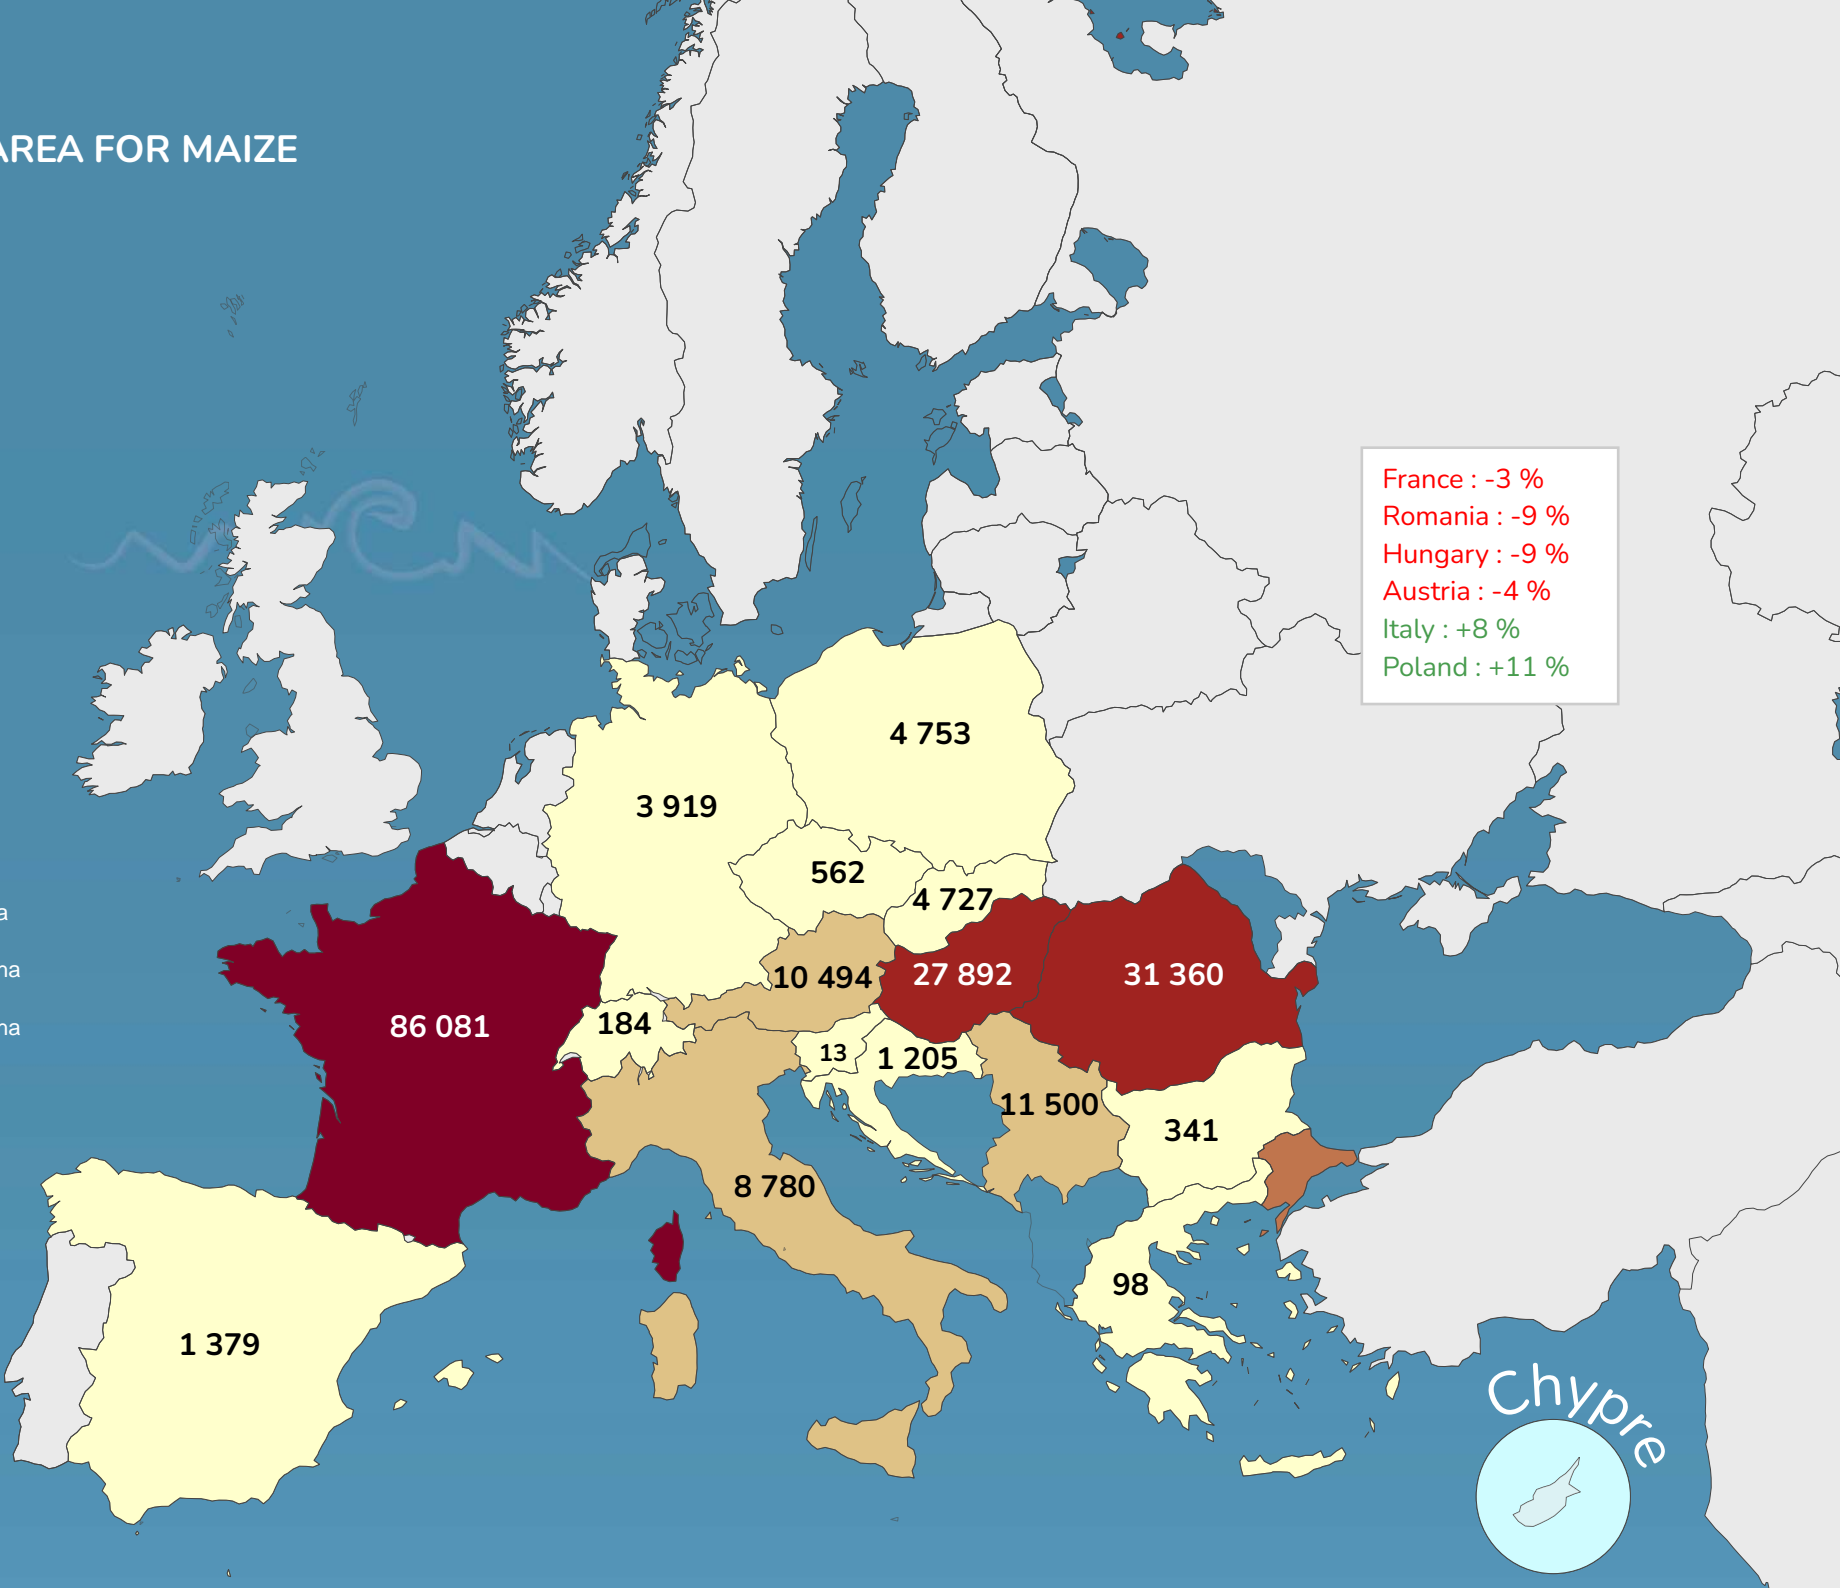 AREA FOR MAIZE
France : -3 %
Romania : -9 %
Hungary : -9 %
Austria : -4 %
Italy : +8 %
Poland : +11 %
4 753
3 919
562
4 727
a
10 494
27 892
31 360
na
86 081
184
13
1 205
na
11 500
341
8 780
98
1 379
Chypre